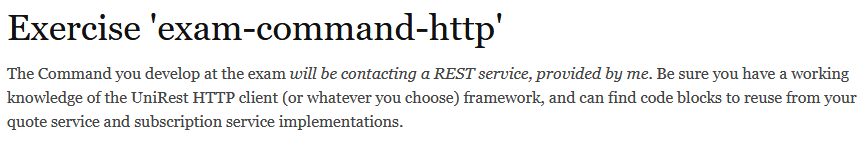 Exercise 'exam-command-http'
The Command you develop at the exam will be contacting a REST service, provided by me. Be sure you have a working
knowledge of the UniRest HTTP client (or whatever you choose) framework, and can find code blocks to reuse from your
quote service and subscription service implementations.